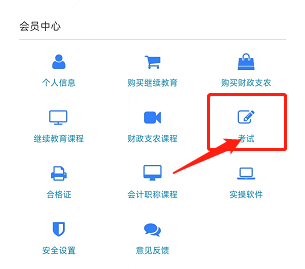 会员中心
个人信息
购买继续教育
购买财政支农
继续教育课程
财政支农课程
考试
合格证
会计职称课程
实操软件
安全设置
意见反馈